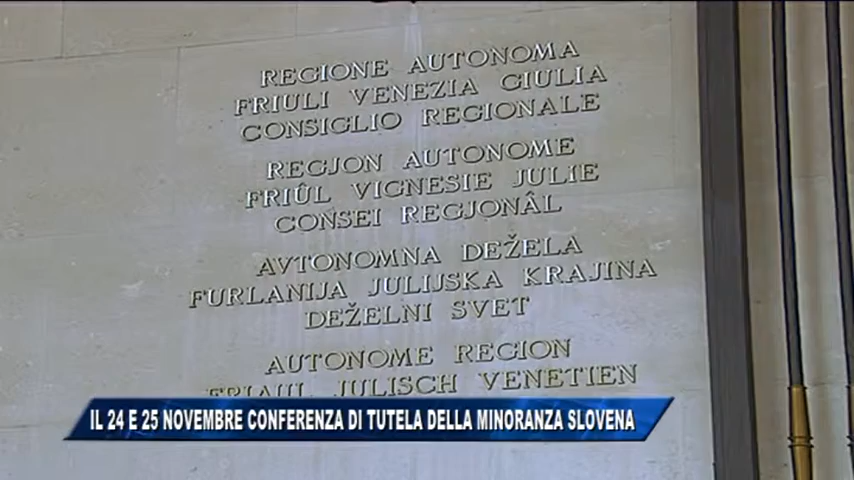 REGIONE AUTONOMA
FRIULI VENEZIA GIULIA
CONSIGLIO REGIONALE
REGJON AUTONOME
FRIÛL VIGNESIE JULIE
CONSEI REGJONÂL
AVTONOMNA DEŽELA
FURLANIJA JULIJSKA KRAJINA
DEŽELNI SVET
AUTONOME REGION
FRIAUL JULISCH VENETIEN
IL 24 E 25 NOVEMBRE CONFERENZA DI TUTELA DELLA MINORANZA SLOVENA